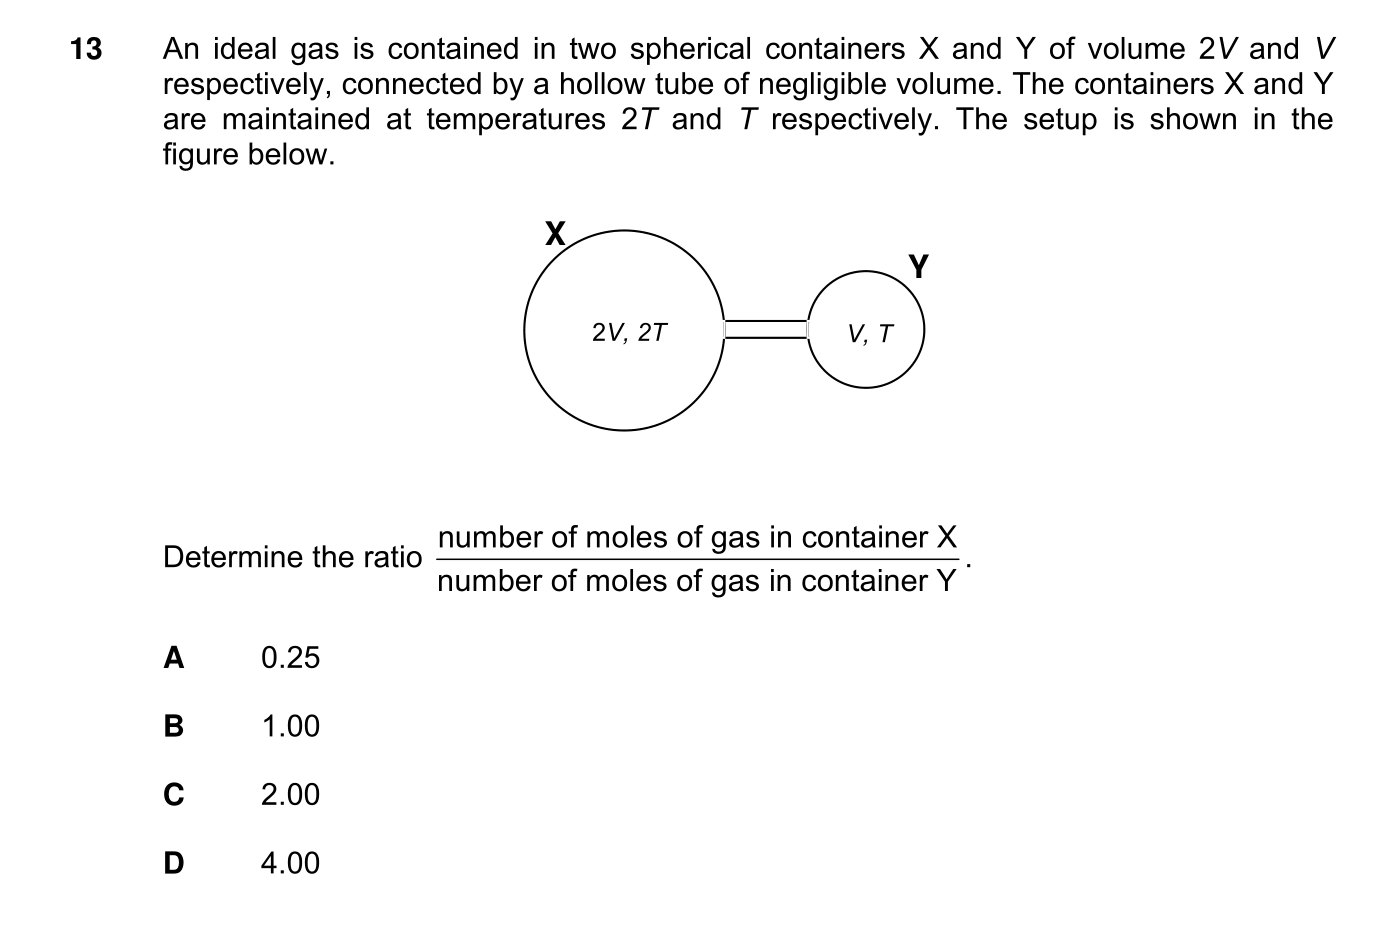 13 An ideal gas is contained in two spherical containers X and Y of volume 2V and V
respectively, connected by a hollow tube of negligible volume. The containers X and Y
are maintained at temperatures 2T and T respectively. The setup is shown in the
figure below.
X
Y
2V, 2T
V, T
number of moles of gas in container X
Determine the ratio
number of moles of gas in container Y
.
A 0.25
B 1.00
C 2.00
D 4.00